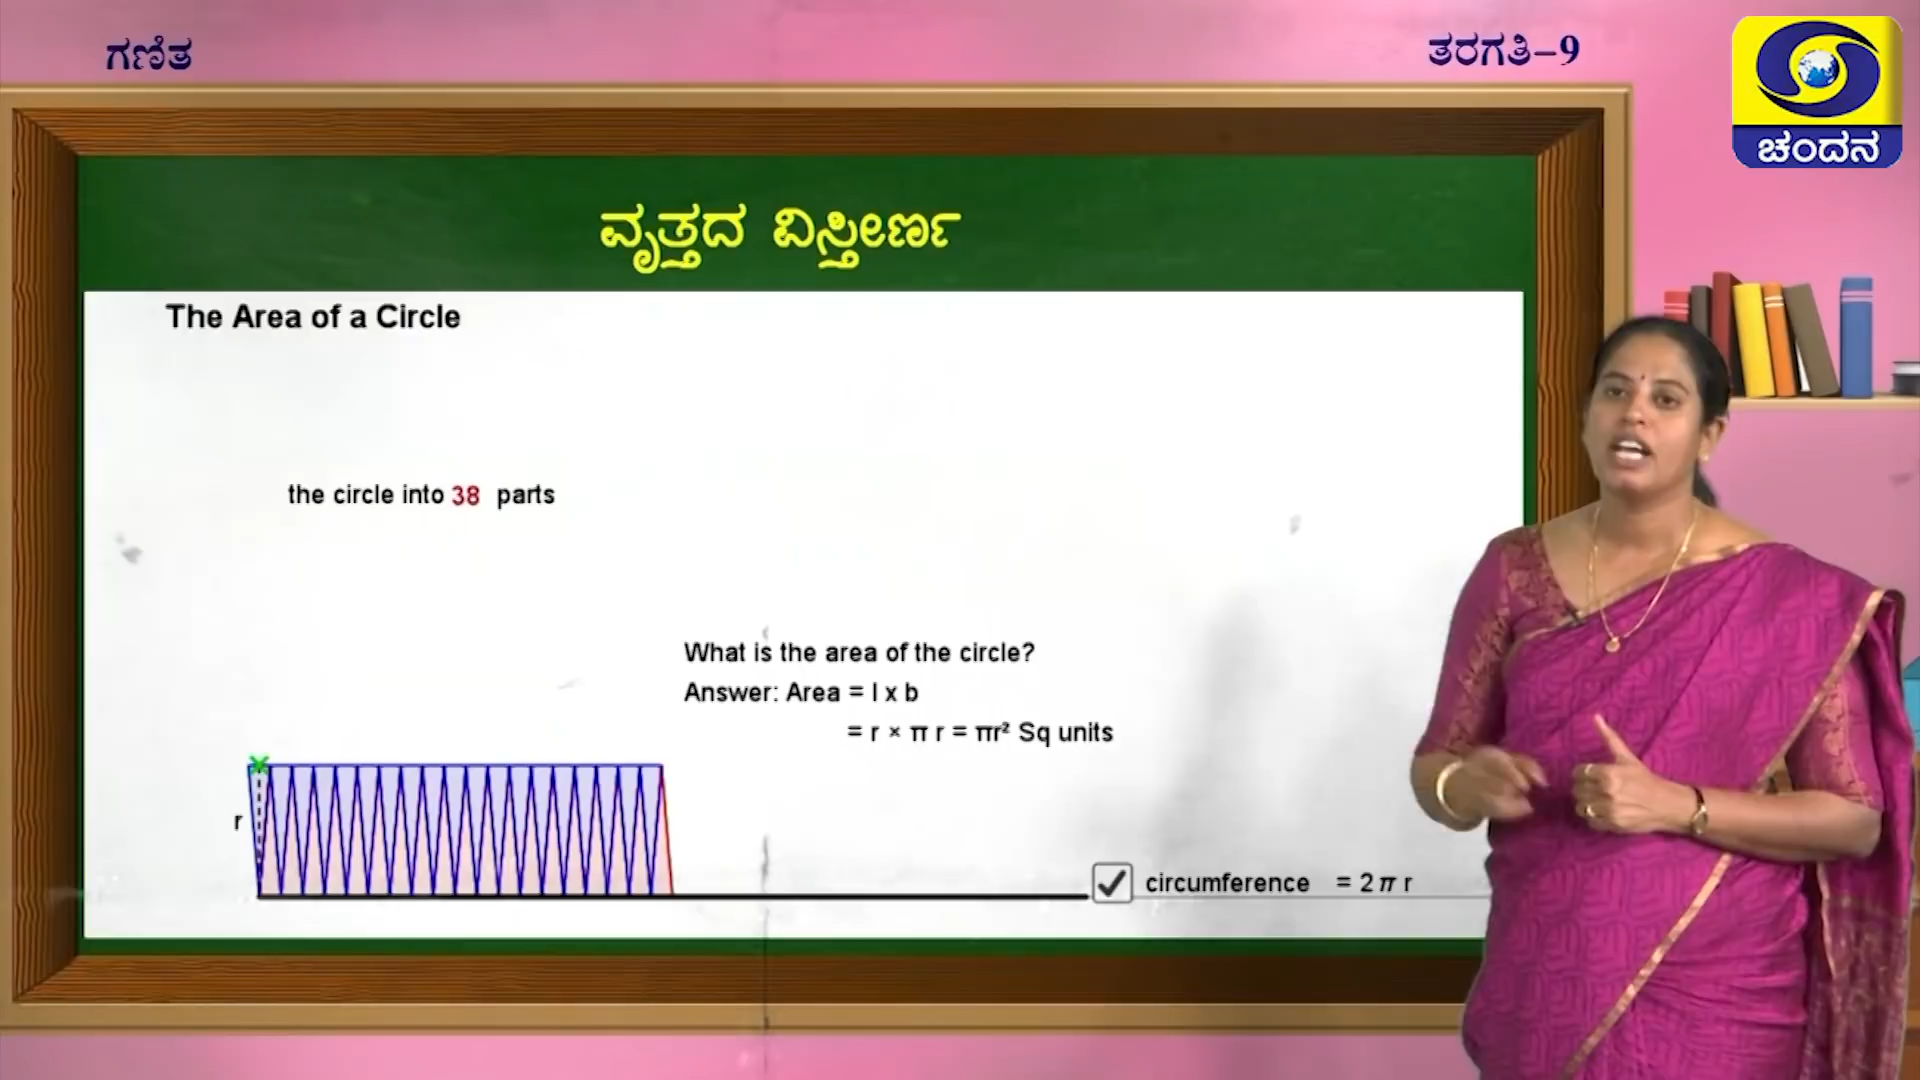 ಗಣಿತ
ತರಗತಿ-9
ಚಂದನ
ವೃತ್ತದ ವಿಸ್ತೀರ್ಣ
The Area of a Circle
the circle into 38 parts
What is the area of the circle?
Answer: Area = l x b
= r × π r = πr² Sq units
r
circumference = 2 π r